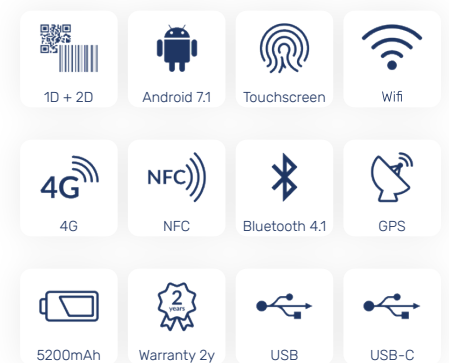 1D + 2D
Android 7.1
Touchscreen
Wifi
4G
4G
NFC
NFC
Bluetooth 4.1
GPS
5200mAh
2
years
Warranty 2y
USB
USB-C